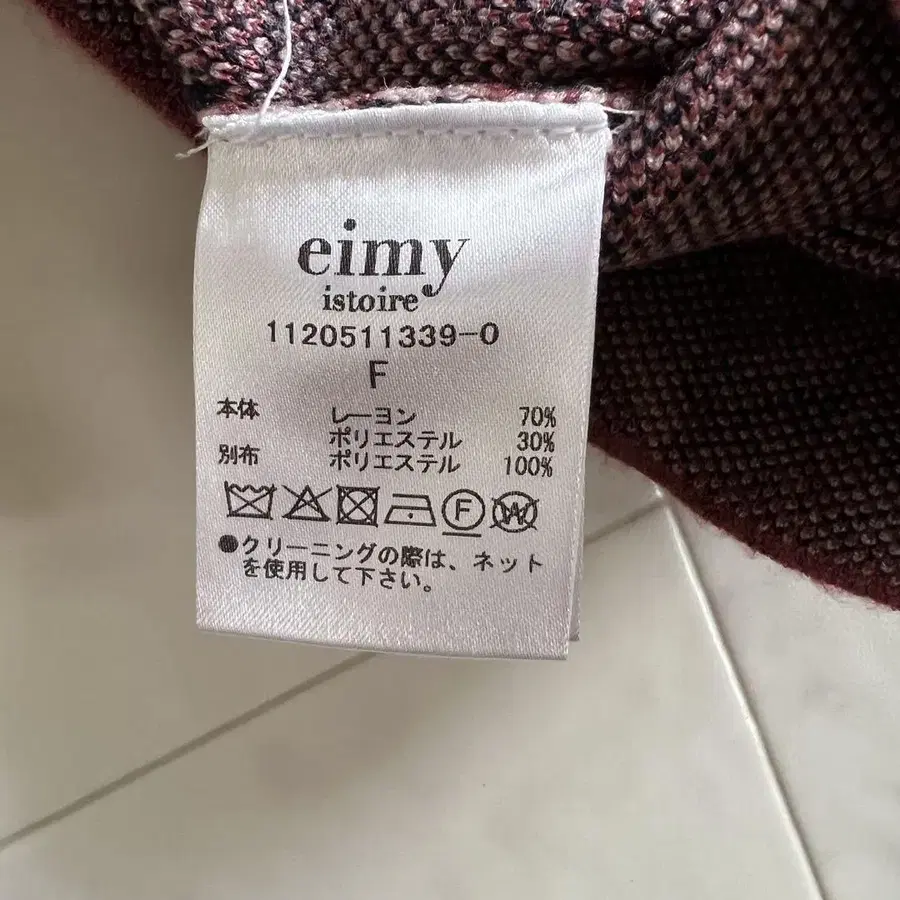 eimy
istoire
1120511339-0
F
本体 レーヨン 70%
ポリエステル 30%
別布 ポリエステル 100%
F W
●クリーニングの際は、ネット
を使用して下さい。